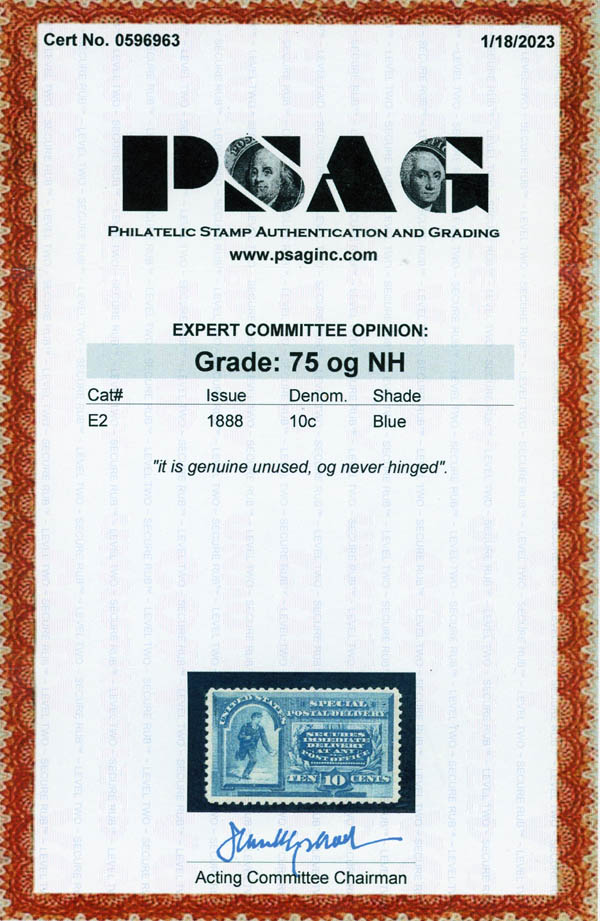 Cert No. 0596963 1/18/2023
PSAG
PHILATELIC STAMP AUTHENTICATION AND GRADING
www.psaginc.com
EXPERT COMMITTEE OPINION:
Grade: 75 og NH
Cat# Issue Denom. Shade
E2 1888 10c Blue
"it is genuine unused, og never hinged".
UNITED STATES
SPECIAL
POSTAL DELIVERY
SECURES
IMMEDIATE
DELIVERY
AT ANY
POST OFFICE
TEN 10 CENTS
Acting Committee Chairman